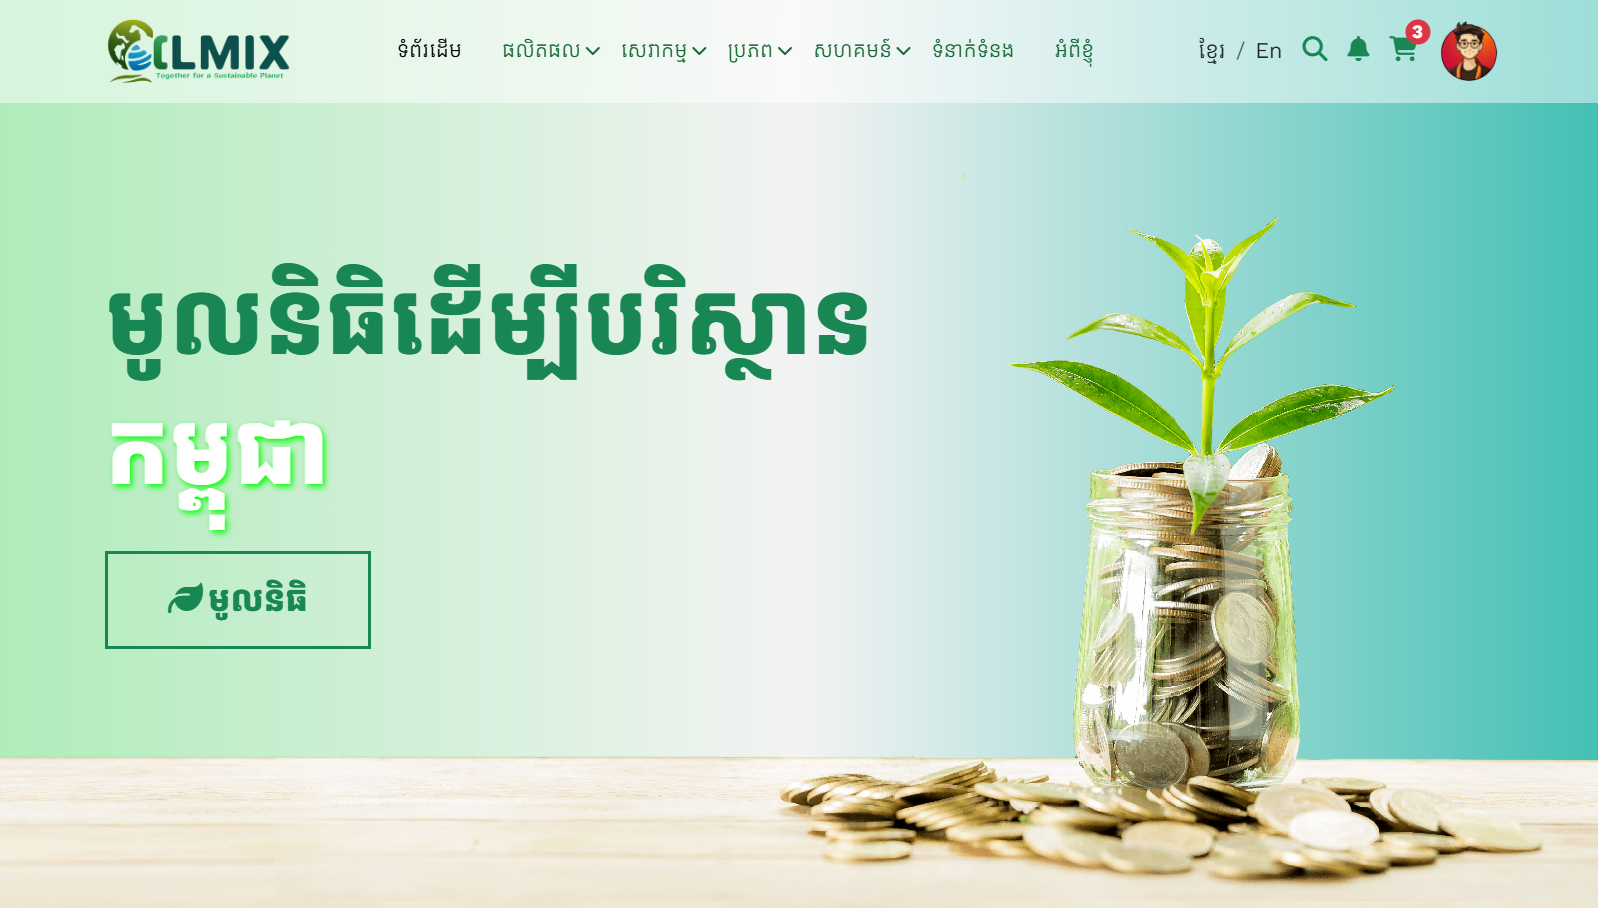 ECLMIX
Together for a Sustainable Planet
ទំព័រដើម
ផលិតផល
សេវាកម្ម
ប្រភព
សហគមន៍
ទំនាក់ទំនង
អំពីខ្ញុំ
ខ្មែរ / En
3
មូលនិធិដើម្បីបរិស្ថាន
កម្ពុជា
មូលនិធិ